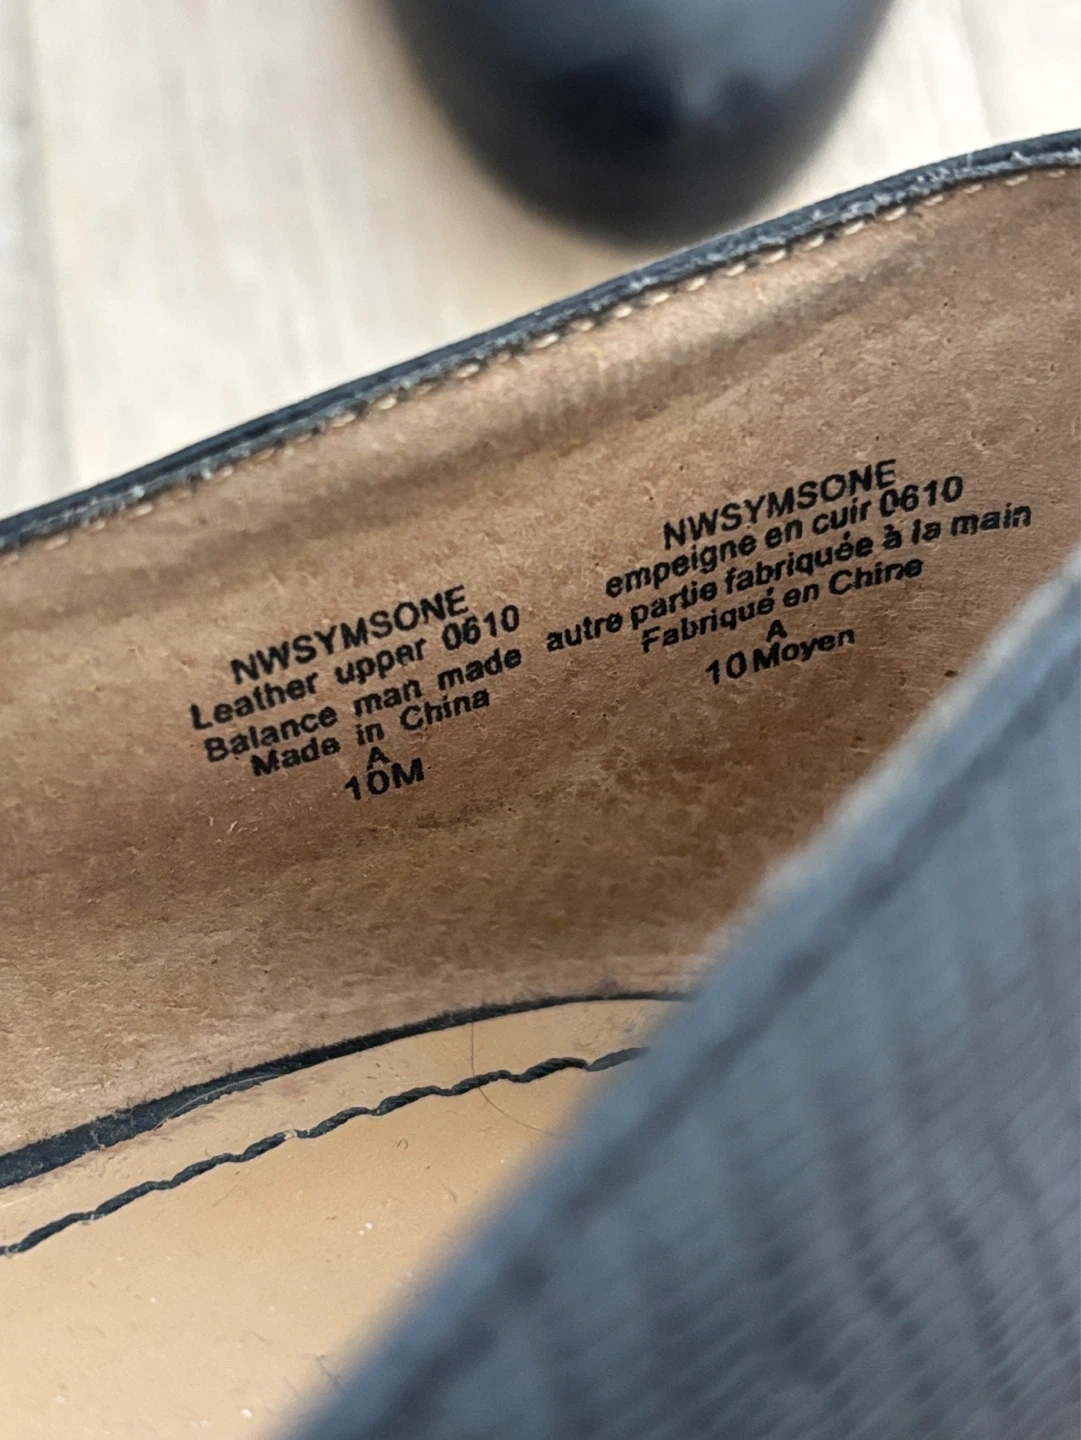 NWSYMSONE
Leather upper 0610
Balance man made
Made in China
A
10M
NWSYMSONE
empeigne en cuir 0610
autre partie fabriquée à la main
Fabriqué en Chine
A
10 Moyen